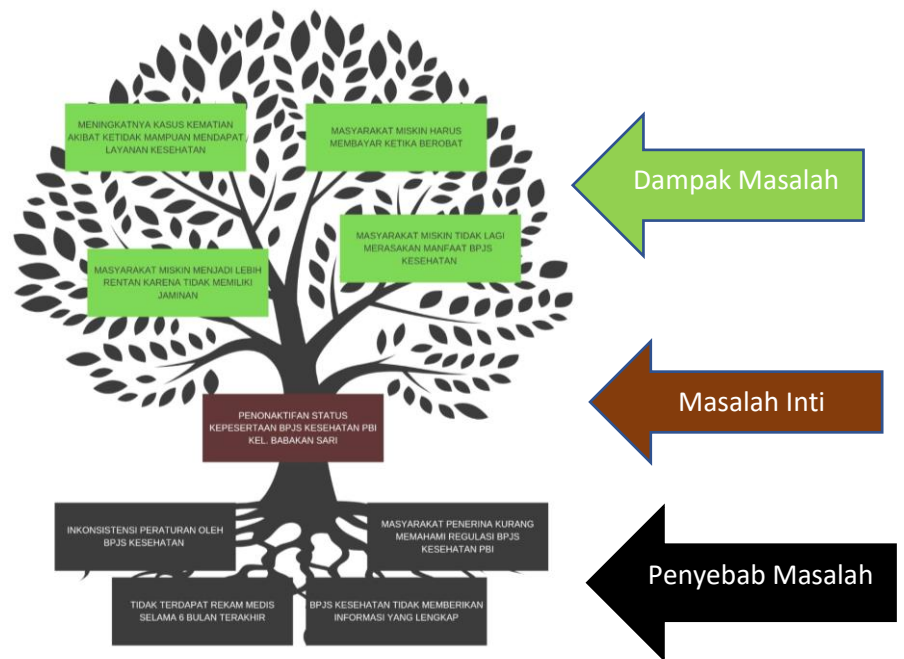 MENINGKATNYA KASUS KEMATIAN
AKIBAT KETIDAK MAMPUAN MENDAPAT
LAYANAN KESEHATAN
MASYARAKAT MISKIN HARUS
MEMBAYAR KETIKA BEROBAT
Dampak Masalah
MASYARAKAT MISKIN TIDAK LAGI
MERASAKAN MANFAAT BPJS
KESEHATAN
MASYARAKAT MISKIN MENJADI LEBIH
RENTAN KARENA TIDAK MEMILIKI
JAMINAN
PENONAKTIFAN STATUS
KEPESERTAAN BPJS KESEHATAN PBI
KEL. BABAKAN SARI
Masalah Inti
INKONSISTENSI PERATURAN OLEH
BPJS KESEHATAN
MASYARAKAT PENERINA KURANG
MEMAHAMI REGULASI BPJS
KESEHATAN PBI
Penyebab Masalah
TIDAK TERDAPAT REKAM MEDIS
SELAMA 6 BULAN TERAKHIR
BPJS KESEHATAN TIDAK MEMBERIKAN
INFORMASI YANG LENGKAP